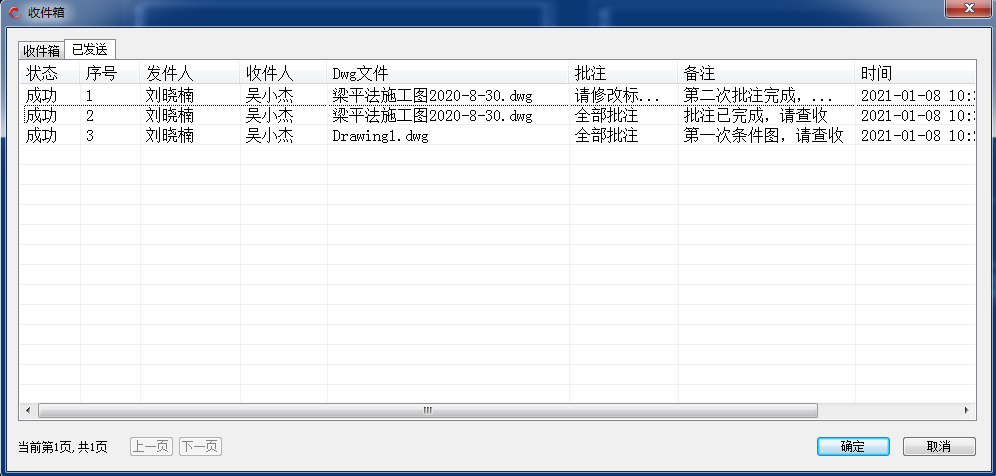 收件箱
收件箱 已发送
状态 序号 发件人 收件人 Dwg文件 批注 备注 时间
成功 1 刘晓楠 吴小杰 梁平法施工图2020-8-30.dwg 请修改标... 第二次批注完成，... 2021-01-08 10:
成功 2 刘晓楠 吴小杰 梁平法施工图2020-8-30.dwg 全部批注 批注已完成，请查收 2021-01-08 10:
成功 3 刘晓楠 吴小杰 Drawing1.dwg 全部批注 第一次条件图，请查收 2021-01-08 10:
当前第1页, 共1页 上一页 下一页 确定 取消